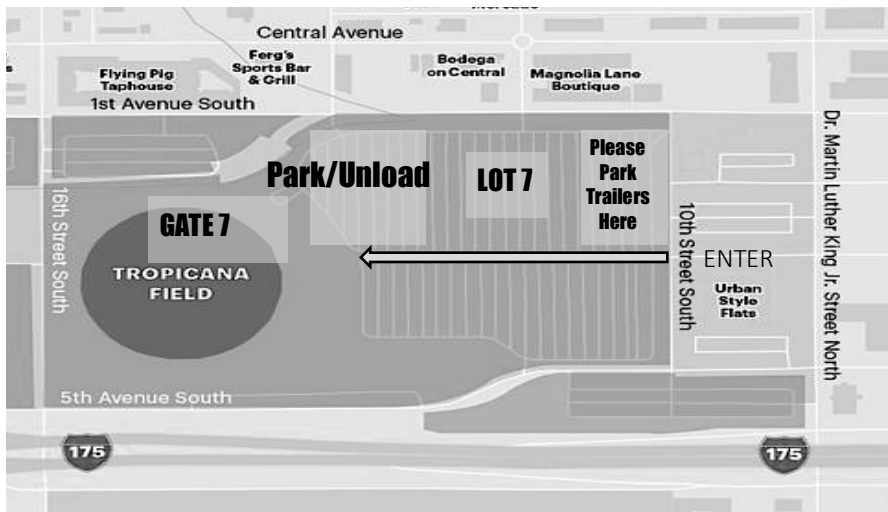 Central Avenue
Ferg's
Sports Bar
& Grill
Bodega
on Central
Flying Pig
Taphouse
Magnolia Lane
Boutique
1st Avenue South
Dr. Martin Luther King Jr. Street North
Park/Unload
LOT 7
Please
Park
Trailers
Here
16th Street South
GATE 7
10th Street South
ENTER
TROPICANA
FIELD
Urban
Style
Flats
5th Avenue South
175
175